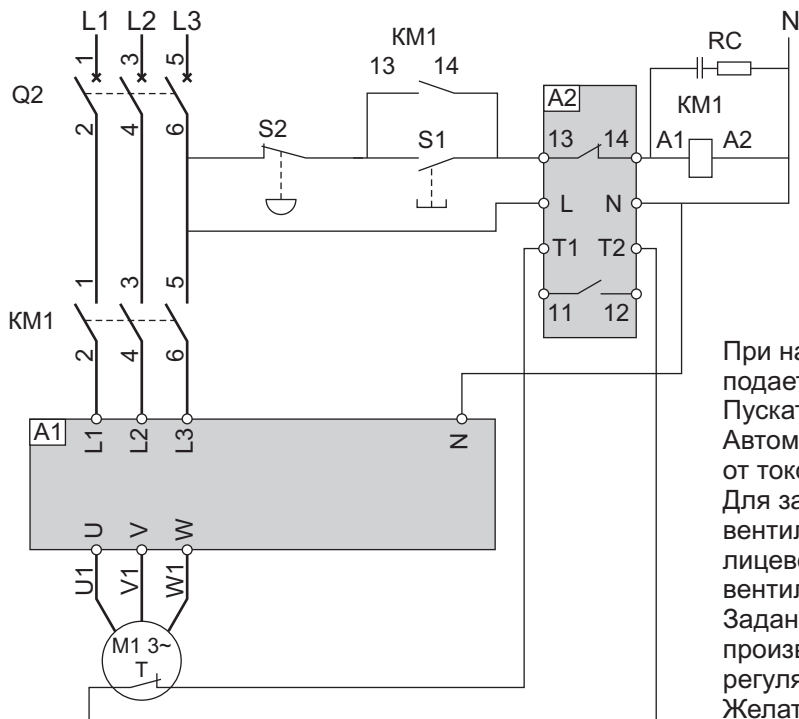 L1 L2 L3
N
KM1
13 14
RC
1 3 5
Q2
2 4 6
S2
S1
A2
13 14
KM1
A1 A2
L N
T1 T2
11 12
1 3 5
KM1
2 4 6
A1
L1 L2 L3 N
U V W
U1 V1 W1
M1 3~
T
При на
подает
Пускат
Автом
от токо
Для за
вентил
лицево
вентил
Задан
произв
регуля
Желат